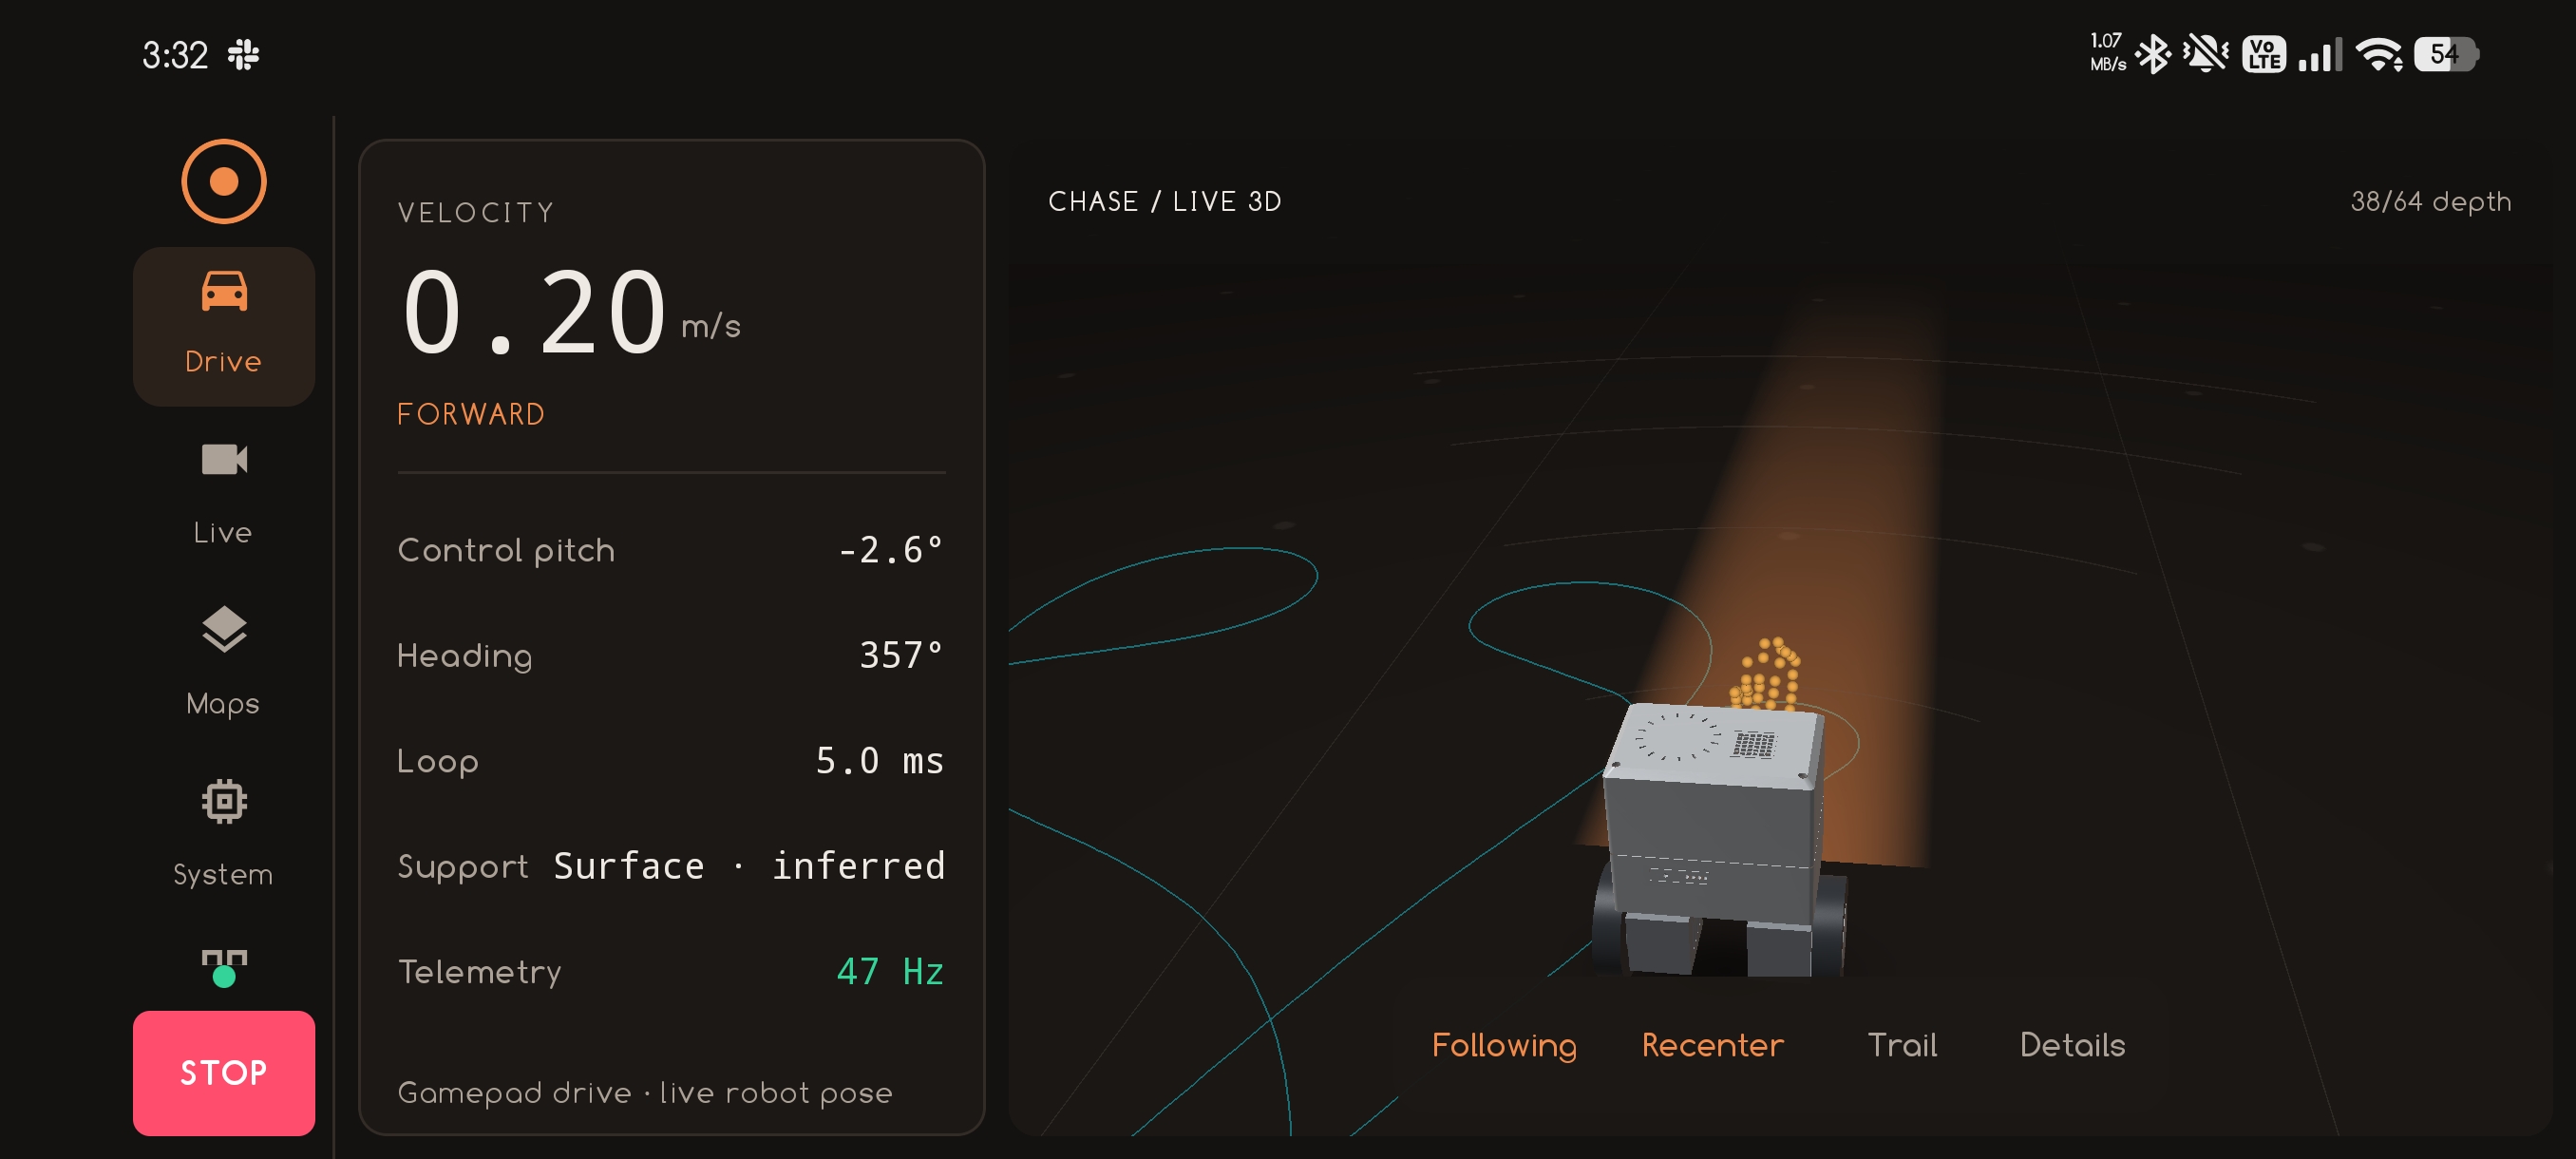 3:32
1.07
MB/s
Vo
LTE
54
Drive
Live
Maps
System
STOP
VELOCITY
0.20 m/s
FORWARD
Control pitch -2.6°
Heading 357°
Loop 5.0 ms
Support Surface · inferred
Telemetry 47 Hz
Gamepad drive · live robot pose
CHASE / LIVE 3D
38/64 depth
Following Recenter Trail Details